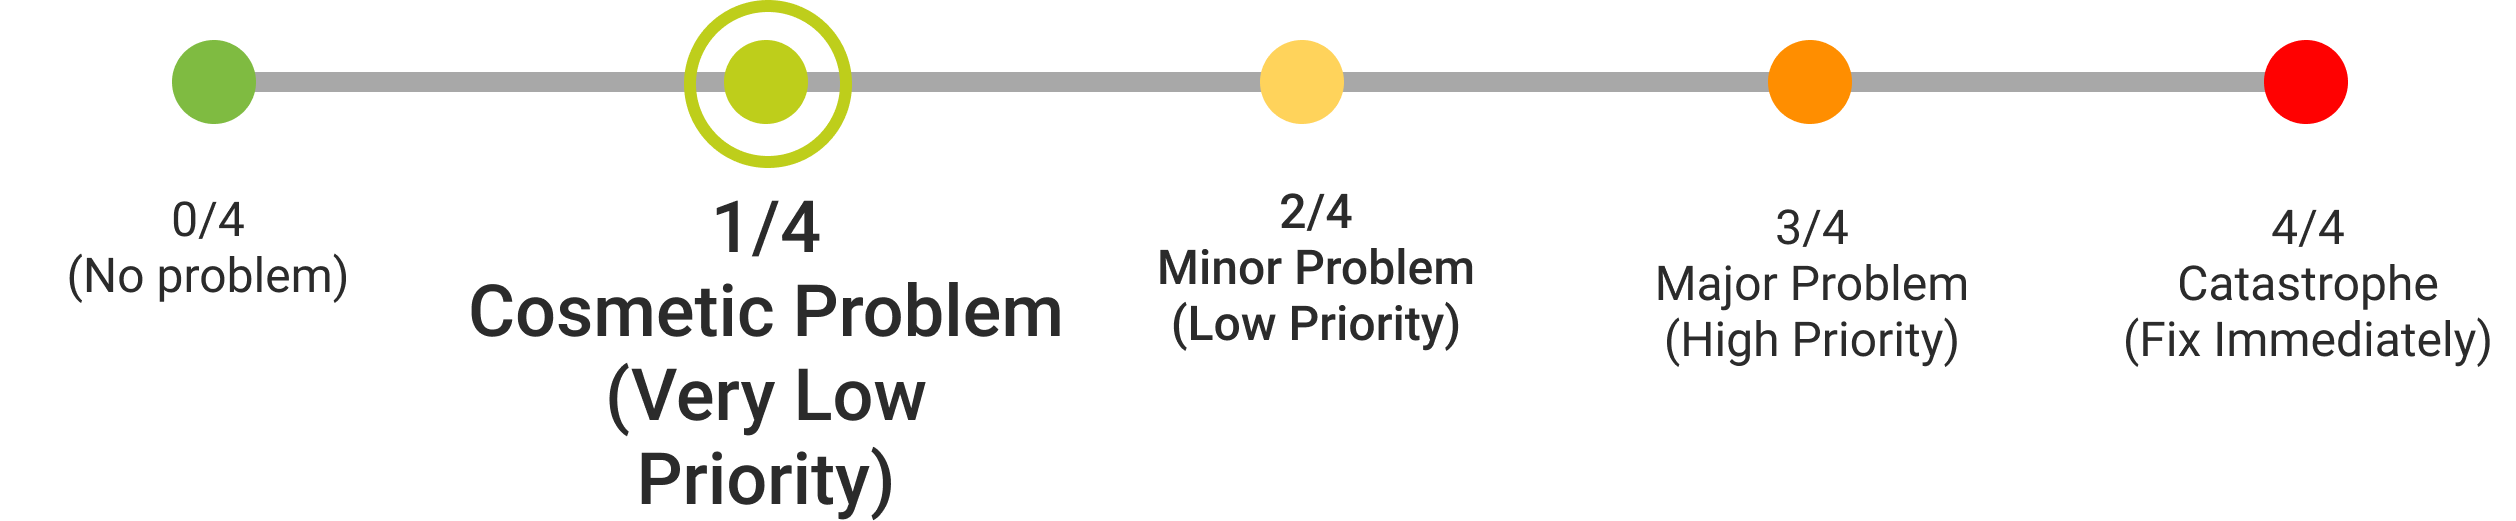 0/4
(No problem)
1/4
Cosmetic Problem
(Very Low
Priority)
2/4
Minor Problem
(Low Priority)
3/4
Major Problem
(High Priority)
4/4
Catastrophe
(Fix Immediately)